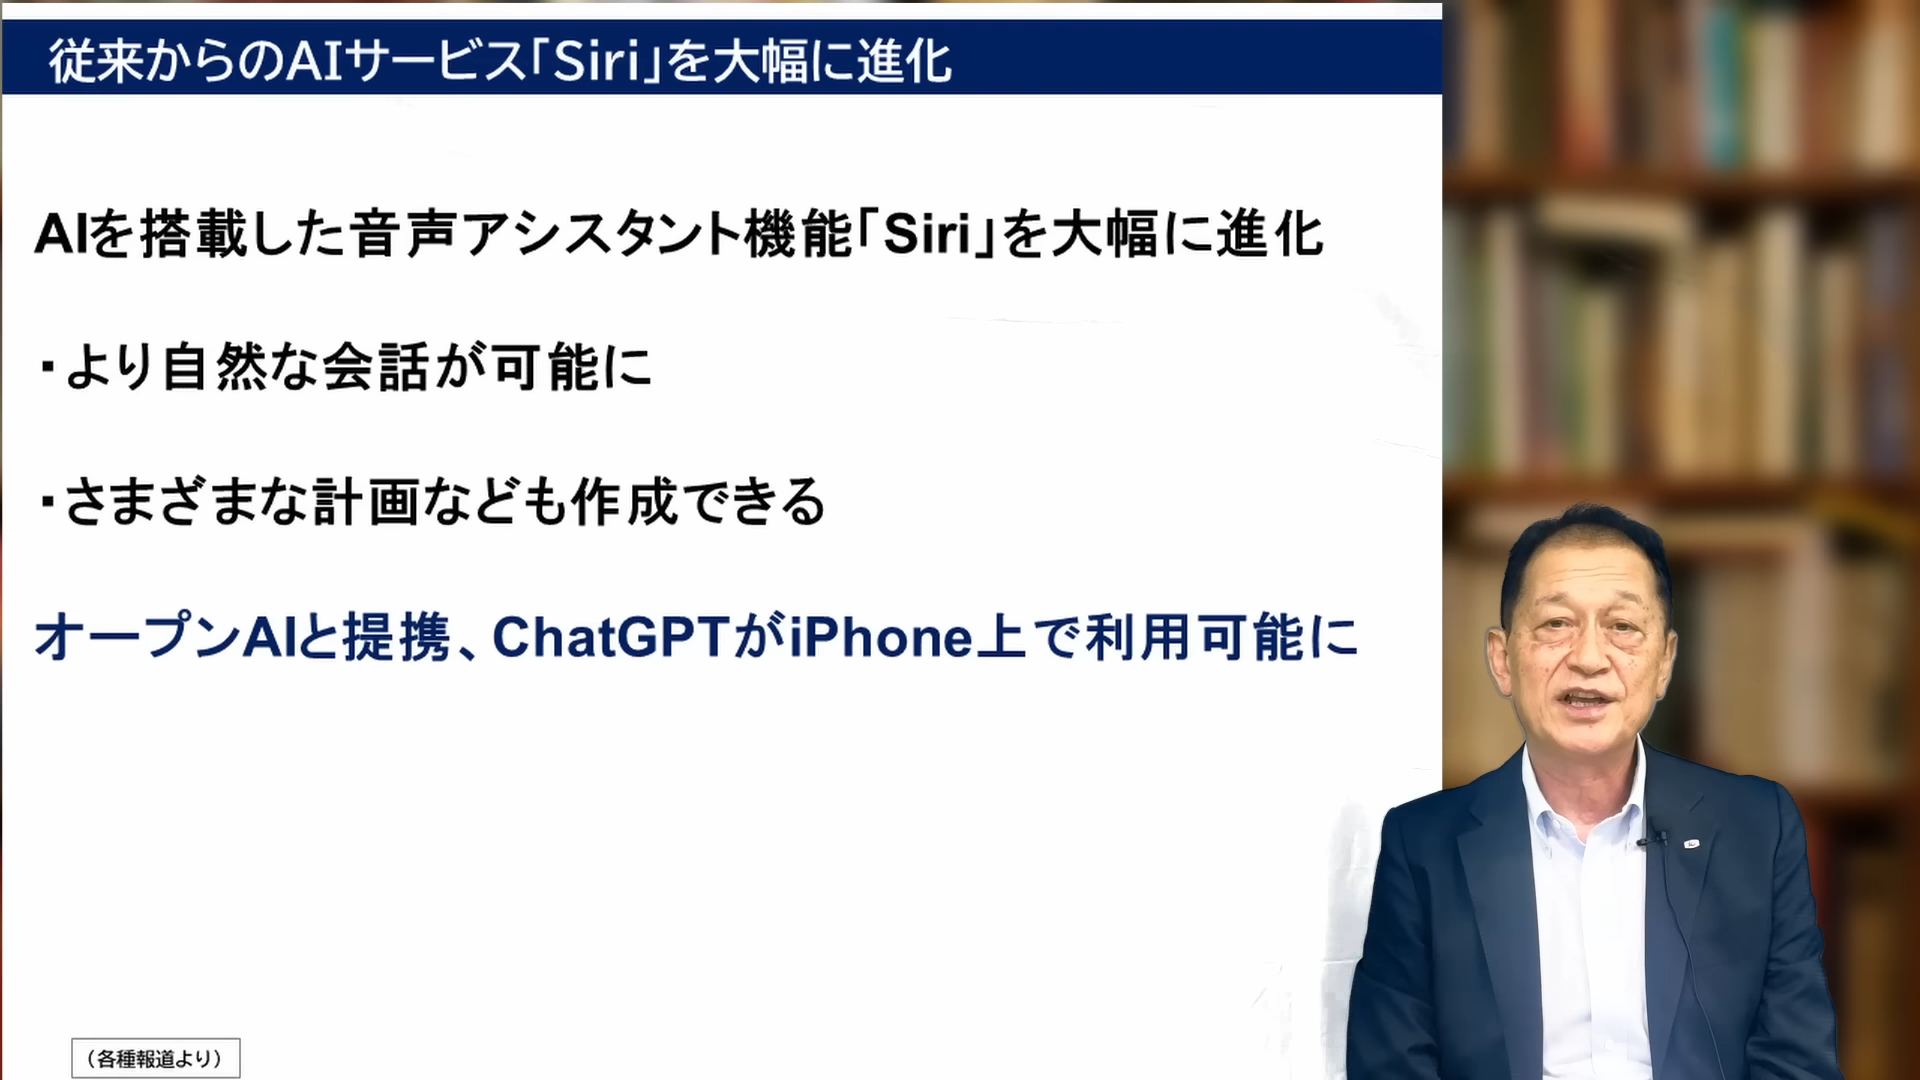 従来からのAIサービス「Siri」を大幅に進化
AIを搭載した音声アシスタント機能「Siri」を大幅に進化
・より自然な会話が可能に
・さまざまな計画なども作成できる
オープンAIと提携、ChatGPTがiPhone上で利用可能に
（各種報道より）